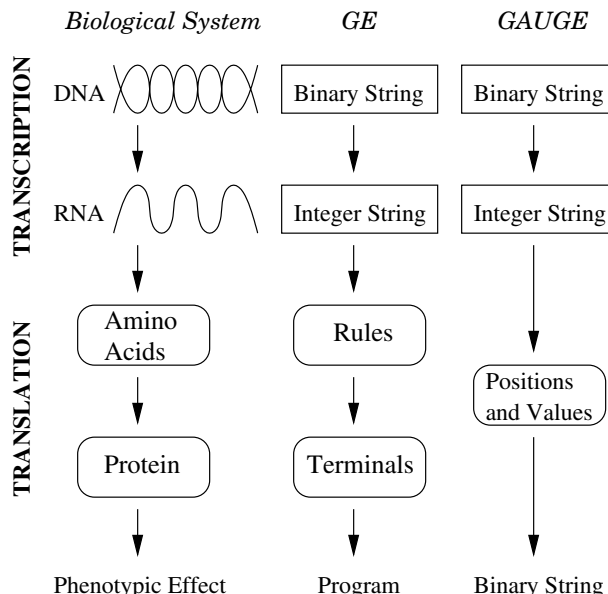 Biological System
GE
GAUGE
TRANSCRIPTION
DNA
Binary String
Binary String
RNA
Integer String
Integer String
TRANSLATION
Amino
Acids
Rules
Positions
and Values
Protein
Terminals
Phenotypic Effect
Program
Binary String